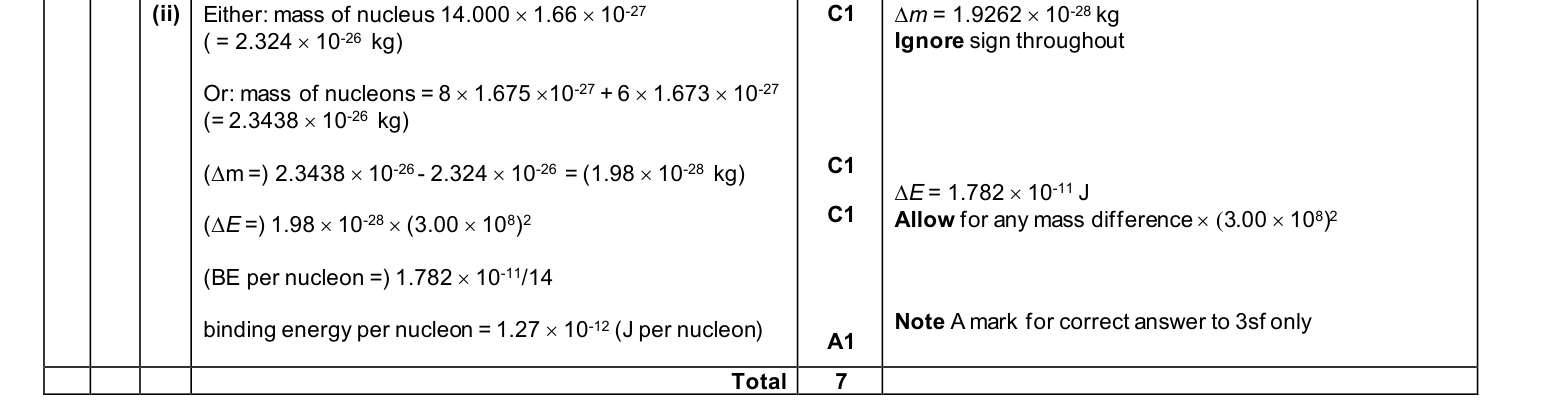 (ii) Either: mass of nucleus 14.000 × 1.66 × 10⁻²⁷ C1 Δm = 1.9262 × 10⁻²⁸ kg
( = 2.324 × 10⁻²⁶ kg) Ignore sign throughout
Or: mass of nucleons = 8 × 1.675 ×10⁻²⁷ + 6 × 1.673 × 10⁻²⁷
(= 2.3438 × 10⁻²⁶ kg)
(Δm =) 2.3438 × 10⁻²⁶ - 2.324 × 10⁻²⁶ = (1.98 × 10⁻²⁸ kg) C1
ΔE = 1.782 × 10⁻¹¹ J
(ΔE =) 1.98 × 10⁻²⁸ × (3.00 × 10⁸)² C1 Allow for any mass difference × (3.00 × 10⁸)²
(BE per nucleon =) 1.782 × 10⁻¹¹/14
binding energy per nucleon = 1.27 × 10⁻¹² (J per nucleon) A1 Note A mark for correct answer to 3sf only
Total 7